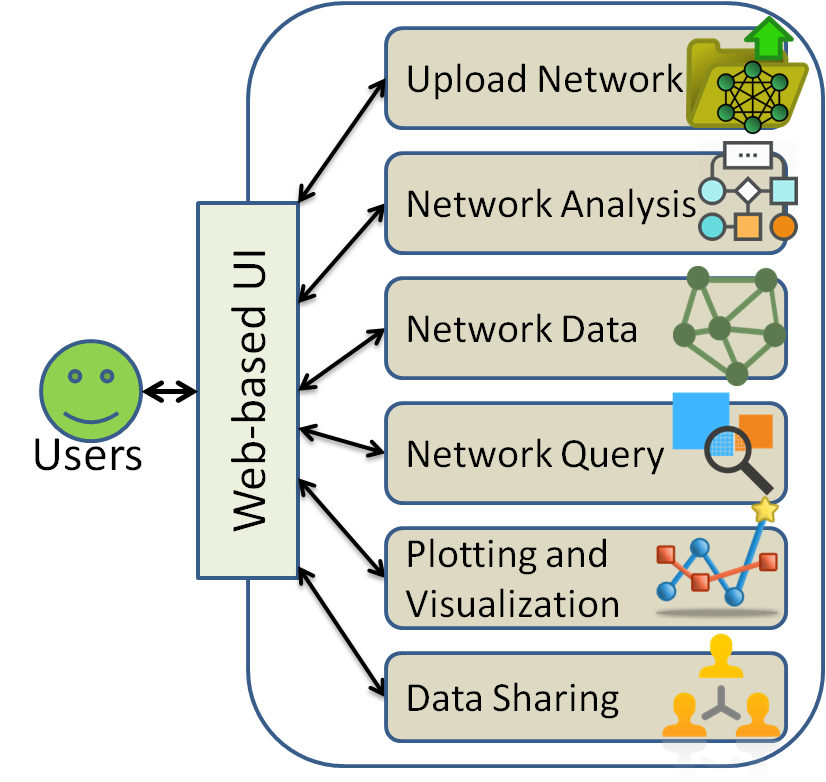 Upload Network
Network Analysis
Network Data
Network Query
Plotting and
Visualization
Data Sharing
Web-based UI
Users
...